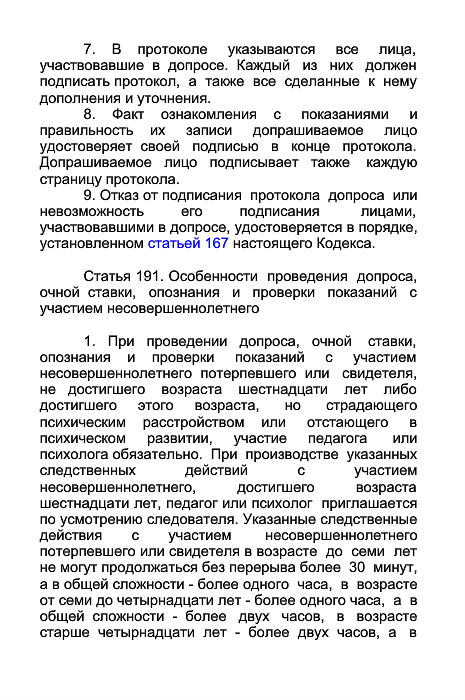 7. В протоколе указываются все лица,
участвовавшие в допросе. Каждый из них должен
подписать протокол, а также все сделанные к нему
дополнения и уточнения.
8. Факт ознакомления с показаниями и
правильность их записи допрашиваемое лицо
удостоверяет своей подписью в конце протокола.
Допрашиваемое лицо подписывает также каждую
страницу протокола.
9. Отказ от подписания протокола допроса или
невозможность его подписания лицами,
участвовавшими в допросе, удостоверяется в порядке,
установленном статьей 167 настоящего Кодекса.
Статья 191. Особенности проведения допроса,
очной ставки, опознания и проверки показаний с
участием несовершеннолетнего
1. При проведении допроса, очной ставки,
опознания и проверки показаний с участием
несовершеннолетнего потерпевшего или свидетеля,
не достигшего возраста шестнадцати лет либо
достигшего этого возраста, но страдающего
психическим расстройством или отстающего в
психическом развитии, участие педагога или
психолога обязательно. При производстве указанных
следственных действий с участием
несовершеннолетнего, достигшего возраста
шестнадцати лет, педагог или психолог приглашается
по усмотрению следователя. Указанные следственные
действия с участием несовершеннолетнего
потерпевшего или свидетеля в возрасте до семи лет
не могут продолжаться без перерыва более 30 минут,
а в общей сложности - более одного часа, в возрасте
от семи до четырнадцати лет - более одного часа, а в
общей сложности - более двух часов, в возрасте
старше четырнадцати лет - более двух часов, а в